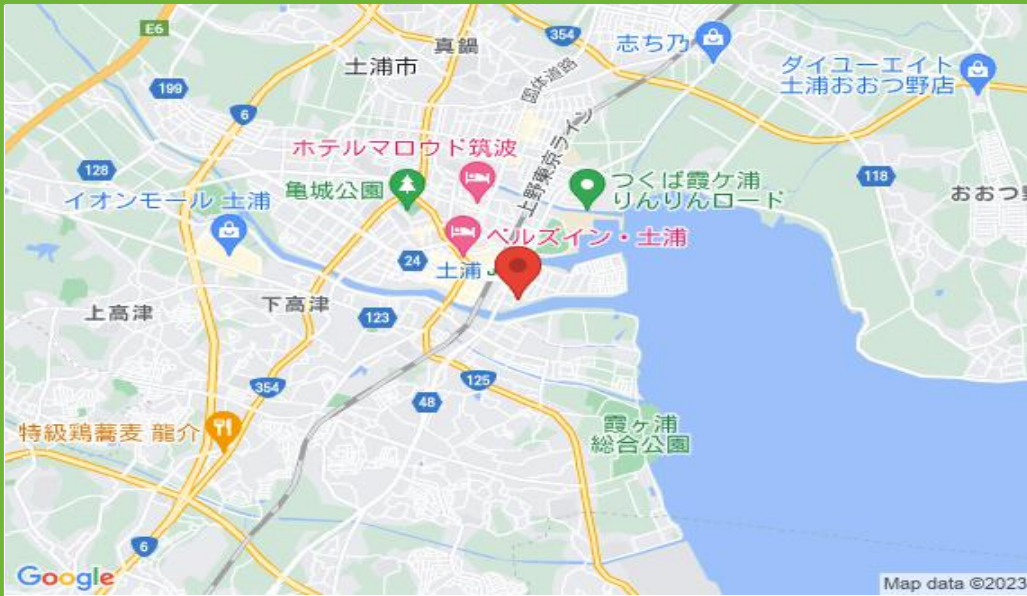 E6
真鍋
354
志ち乃
土浦市
国体道路
ダイユーエイト
土浦おおつ野店
199
6
上野東京ライン
ホテルマロウド筑波
128
118
亀城公園
つくば霞ケ浦
りんりんロード
イオンモール 土浦
ベルズイン・土浦
24
土浦 J
上高津
下高津
123
354
125
48
特級鶏蕎麦 龍介
霞ヶ浦
総合公園
6
Google
Map data ©2023